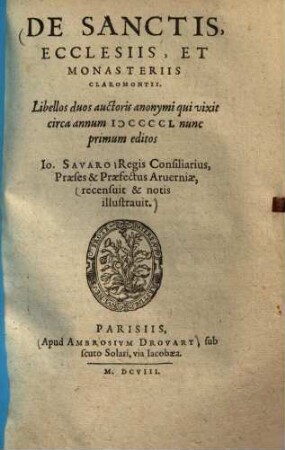 (DE SANCTIS,
ECCLESIIS, ET
MONASTERIIS
CLAROMONTII.
Libellos duos auctoris anonymi qui vixit
circa annum IƆCCCCL nunc
primum editos
Io. SAVARO) Regis Consiliarius,
Præses & Præfectus Aruerniæ,
(recensuit & notis
illustrauit.)
PARISIIS,
(Apud AMBROSIVM DROVART, sub
scuto Solari, via Iacobæa.
M. DCVIII.